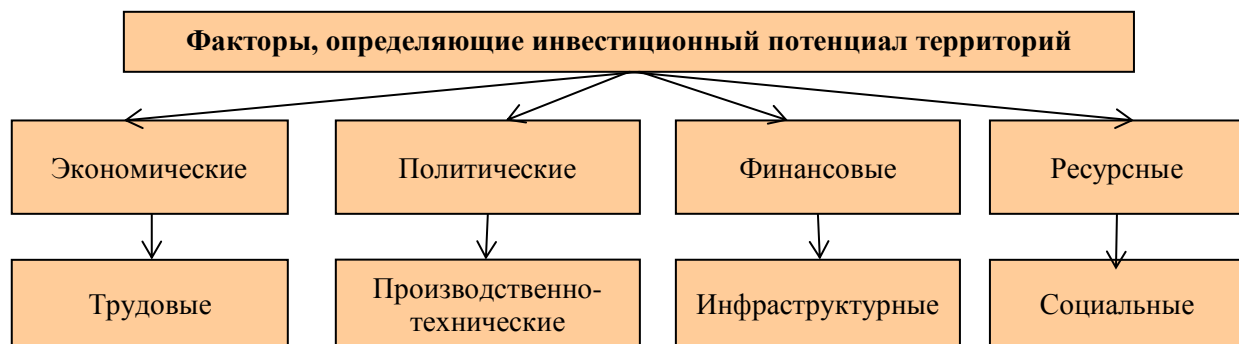 Факторы, определяющие инвестиционный потенциал территорий
Экономические
Политические
Финансовые
Ресурсные
Трудовые
Производственно-
технические
Инфраструктурные
Социальные